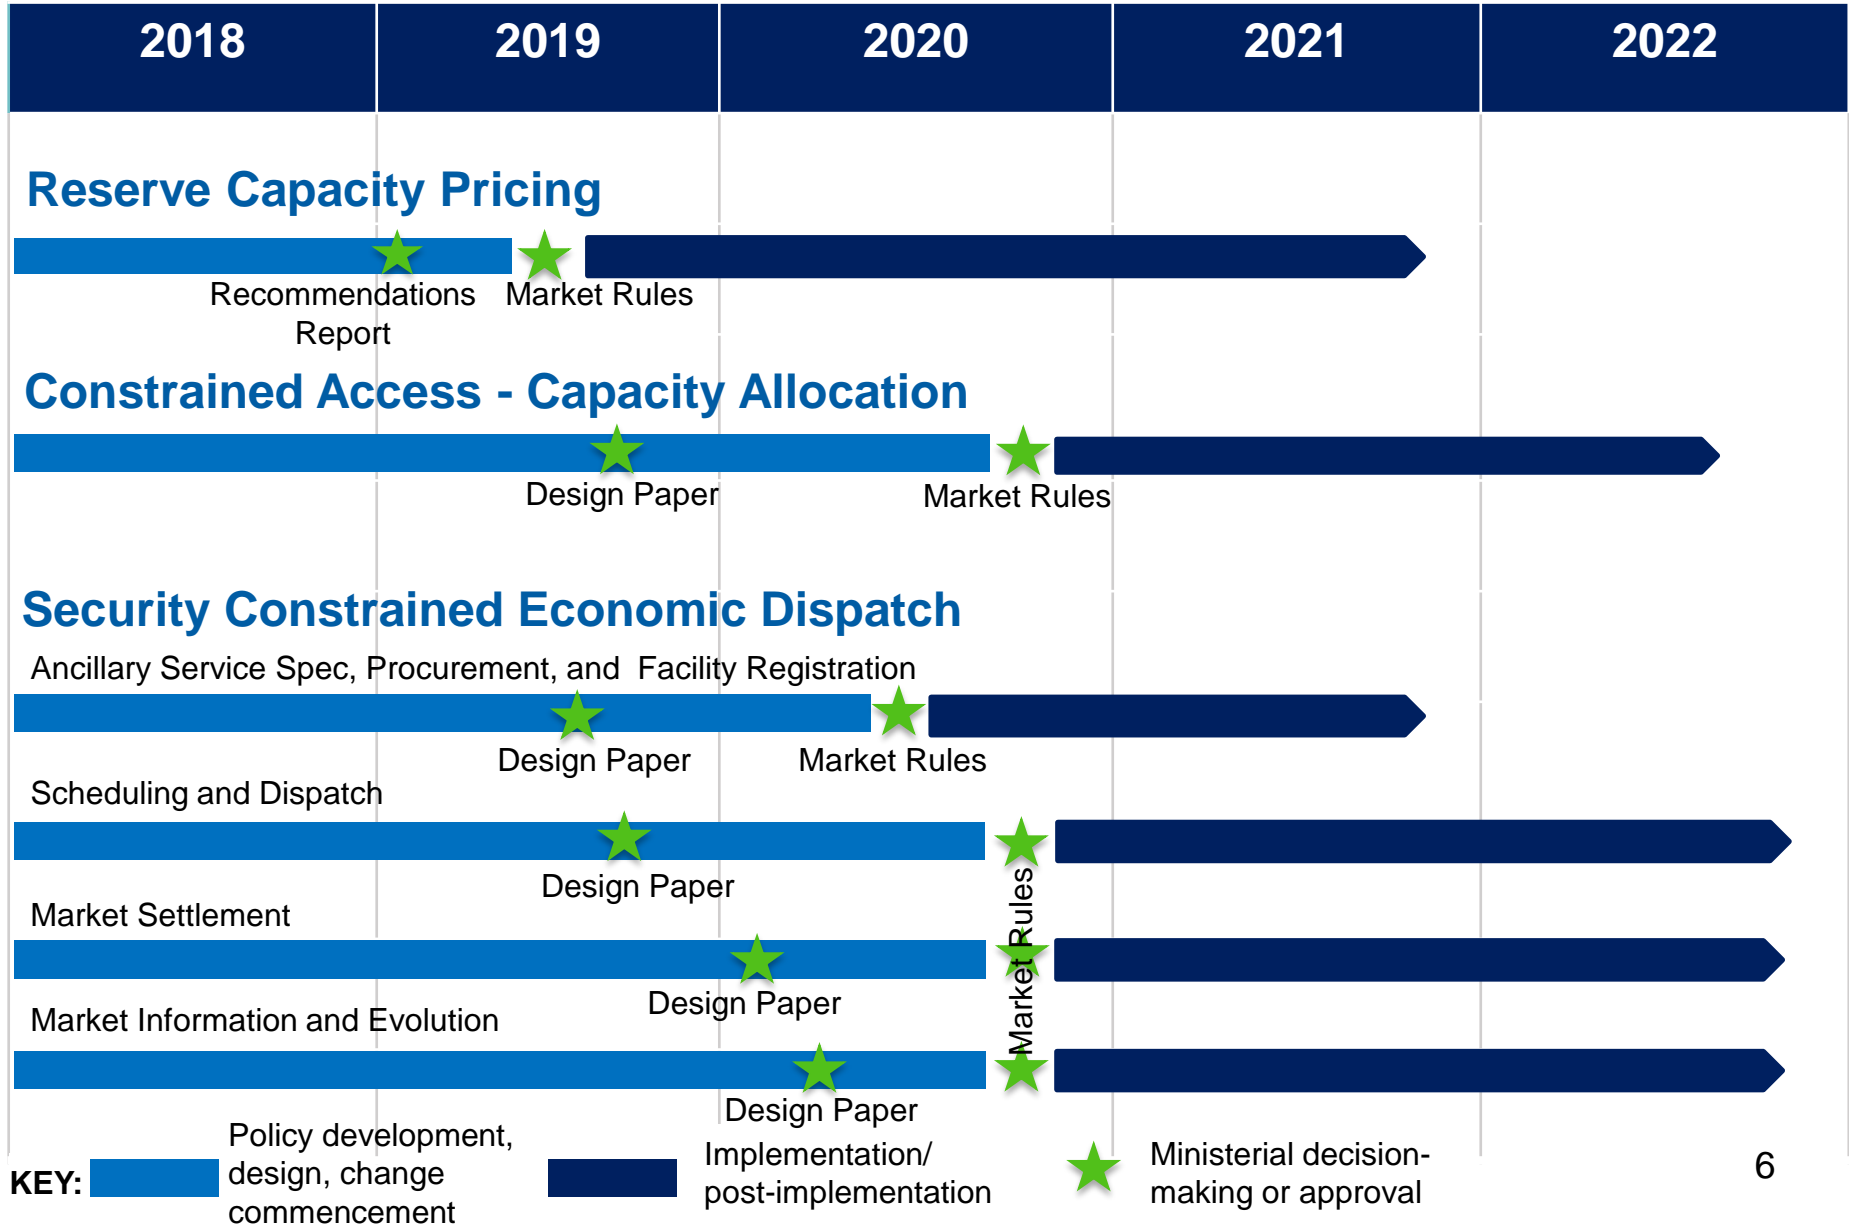 2018 2019 2020 2021 2022
Reserve Capacity Pricing
Recommendations
Report
Market Rules
Constrained Access - Capacity Allocation
Design Paper
Market Rules
Security Constrained Economic Dispatch
Ancillary Service Spec, Procurement, and Facility Registration
Design Paper
Market Rules
Scheduling and Dispatch
Design Paper
Market Rules
Market Settlement
Design Paper
Market Information and Evolution
Design Paper
KEY:
Policy development,
design, change
commencement
Implementation/
post-implementation
Ministerial decision-
making or approval
6